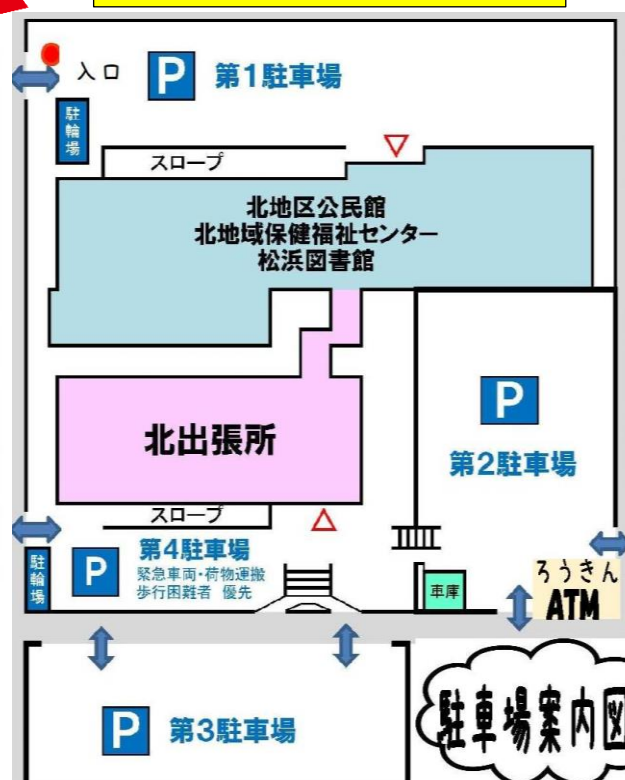 入口
P 第1駐車場
駐輪場
スロープ
北地区公民館
北地域保健福祉センター
松浜図書館
P
第2駐車場
北出張所
スロープ
駐輪場
P
第4駐車場
緊急車両・荷物運搬
歩行困難者 優先
車庫
ろうきん
ATM
P 第3駐車場
駐車場案内図